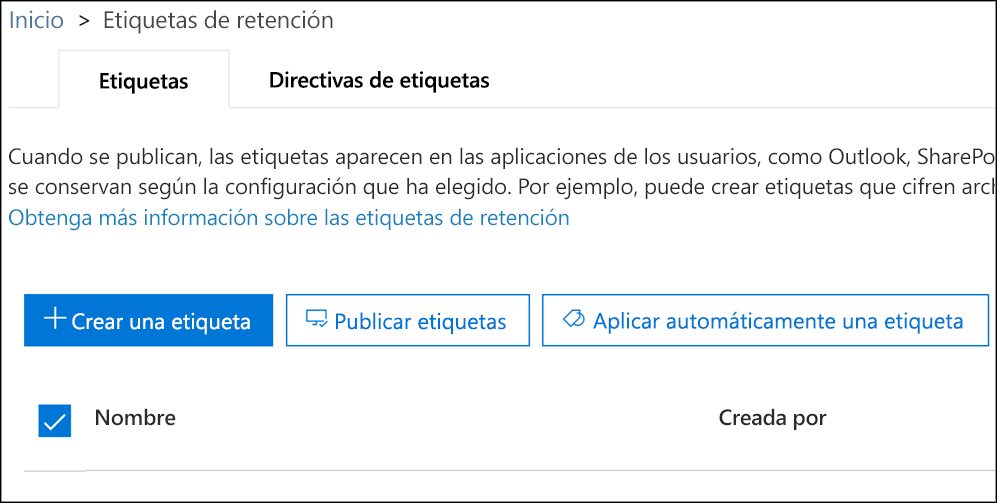 Inicio > Etiquetas de retención
Etiquetas Directivas de etiquetas
Cuando se publican, las etiquetas aparecen en las aplicaciones de los usuarios, como Outlook, SharePo
se conservan según la configuración que ha elegido. Por ejemplo, puede crear etiquetas que cifren arch
Obtenga más información sobre las etiquetas de retención
Crear una etiqueta Publicar etiquetas Aplicar automáticamente una etiqueta
Nombre Creada por